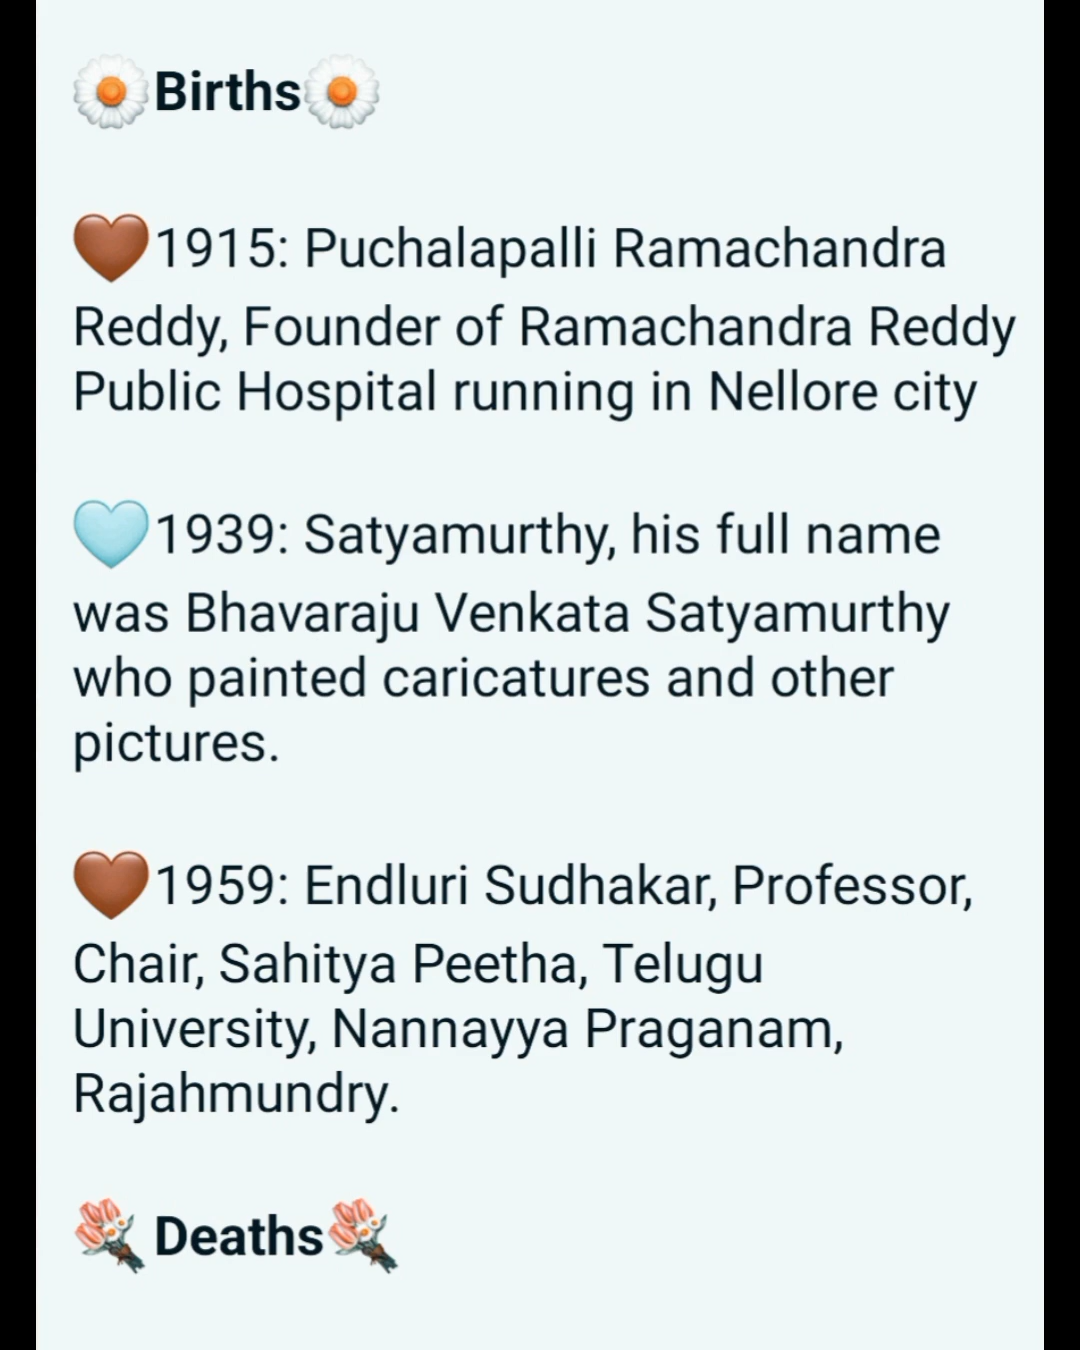 🌼Births🌼
🤎1915: Puchalapalli Ramachandra
Reddy, Founder of Ramachandra Reddy
Public Hospital running in Nellore city
🩵1939: Satyamurthy, his full name
was Bhavaraju Venkata Satyamurthy
who painted caricatures and other
pictures.
🤎1959: Endluri Sudhakar, Professor,
Chair, Sahitya Peetha, Telugu
University, Nannayya Praganam,
Rajahmundry.
💐Deaths💐